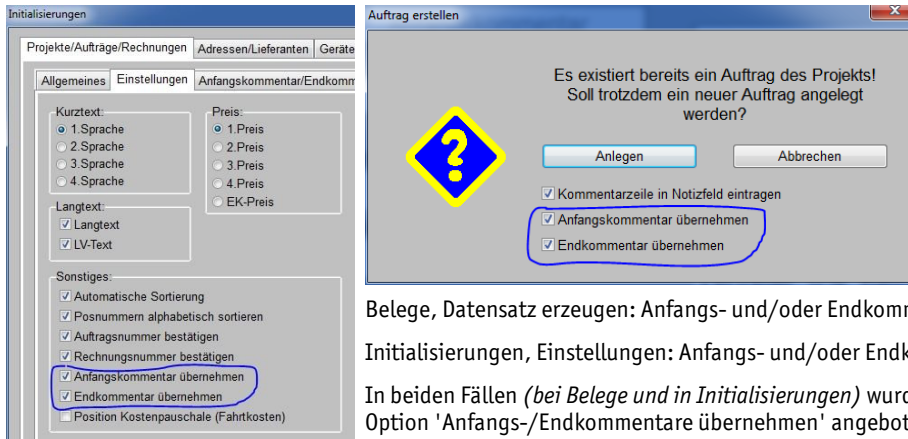 Initialisierungen
Projekte/Aufträge/Rechnungen Adressen/Lieferanten Geräte
Allgemeines Einstellungen Anfangskommentar/Endkomm
Kurztext:
1.Sprache
2.Sprache
3.Sprache
4.Sprache
Preis:
1.Preis
2.Preis
3.Preis
4.Preis
EK-Preis
Langtext:
Langtext
LV-Text
Sonstiges:
Automatische Sortierung
Posnummern alphabetisch sortieren
Auftragsnummer bestätigen
Rechnungsnummer bestätigen
Anfangskommentar übernehmen
Endkommentar übernehmen
Position Kostenpauschale (Fahrtkosten)
Auftrag erstellen
Es existiert bereits ein Auftrag des Projekts!
Soll trotzdem ein neuer Auftrag angelegt
werden?
Anlegen Abbrechen
Kommentarzeile in Notizfeld eintragen
Anfangskommentar übernehmen
Endkommentar übernehmen
Belege, Datensatz erzeugen: Anfangs- und/oder Endkomm
Initialisierungen, Einstellungen: Anfangs- und/oder Endk
In beiden Fällen (bei Belege und in Initialisierungen) wurd
Option 'Anfangs-/Endkommentare übernehmen' angebot